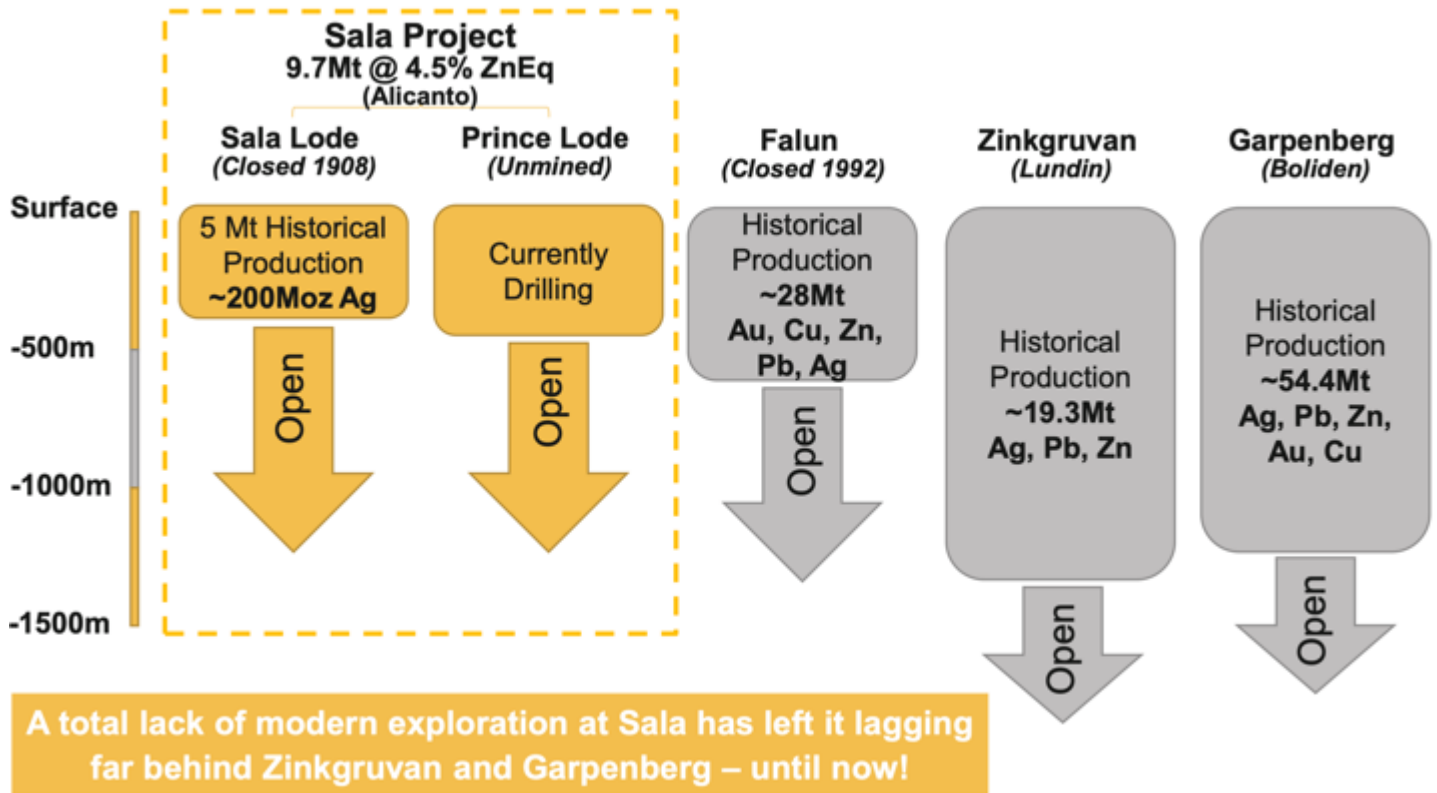 Sala Project
9.7Mt @ 4.5% ZnEq
(Alicanto)
Sala Lode
(Closed 1908)
Prince Lode
(Unmined)
Falun
(Closed 1992)
Zinkgruvan
(Lundin)
Garpenberg
(Boliden)
Surface
-500m
-1000m
-1500m
5 Mt Historical
Production
~200Moz Ag
Open
Currently
Drilling
Open
Historical
Production
~28Mt
Au, Cu, Zn,
Pb, Ag
Open
Historical
Production
~19.3Mt
Ag, Pb, Zn
Open
Historical
Production
~54.4Mt
Ag, Pb, Zn,
Au, Cu
Open
A total lack of modern exploration at Sala has left it lagging
far behind Zinkgruvan and Garpenberg – until now!